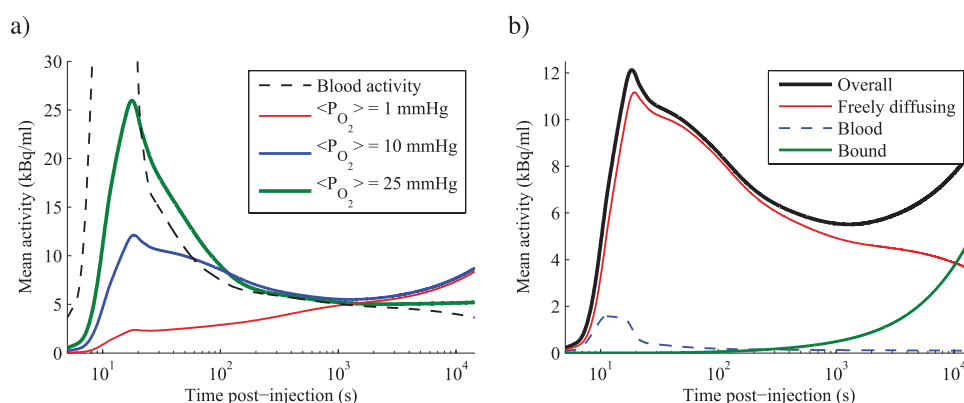 a)
30
25
20
15
10
5
0
Mean activity (kBq/ml)
10^1
10^2
10^3
10^4
Time post−injection (s)
Blood activity
<P_O_2> = 1 mmHg
<P_O_2> = 10 mmHg
<P_O_2> = 25 mmHg
b)
12
10
8
6
4
2
0
Mean activity (kBq/ml)
10^1
10^2
10^3
10^4
Time post−injection (s)
Overall
Freely diffusing
Blood
Bound